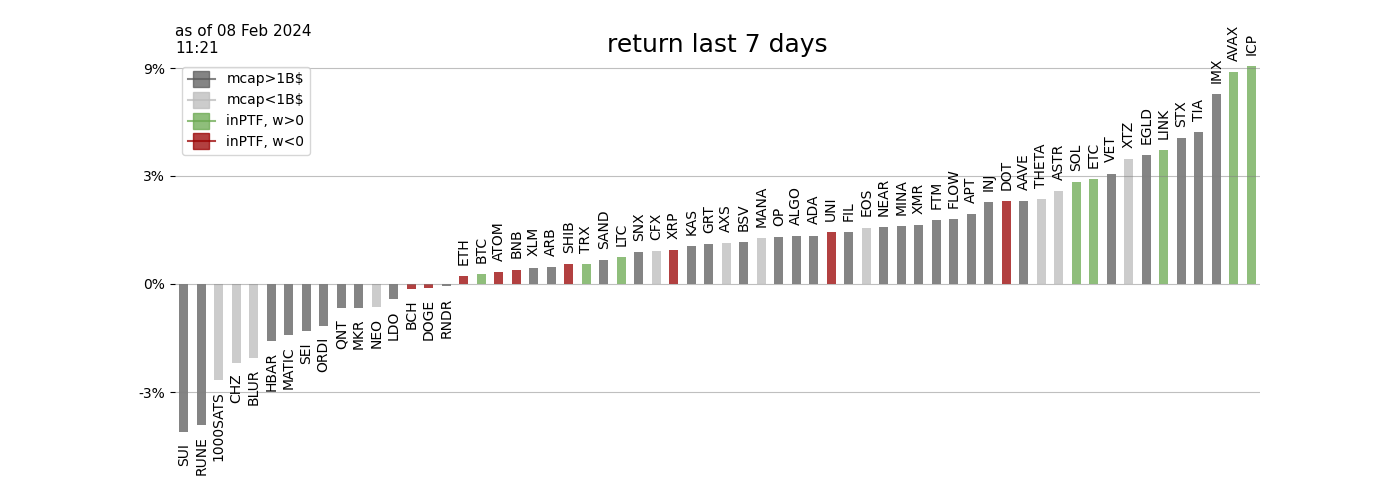 as of 08 Feb 2024
11:21
return last 7 days
mcap>1B$
mcap<1B$
inPTF, w>0
inPTF, w<0
9%
3%
0%
-3%
SUI
RUNE
1000SATS
CHZ
BLUR
HBAR
MATIC
SEI
ORDI
QNT
MKR
NEO
LDO
BCH
DOGE
RNDR
ETH
BTC
ATOM
BNB
XLM
ARB
SHIB
TRX
SAND
LTC
SNX
CFX
XRP
KAS
GRT
AXS
BSV
MANA
OP
ALGO
ADA
UNI
FIL
EOS
NEAR
MINA
XMR
FTM
FLOW
APT
INJ
DOT
AAVE
THETA
ASTR
SOL
ETC
VET
XTZ
EGLD
LINK
STX
TIA
IMX
AVAX
ICP